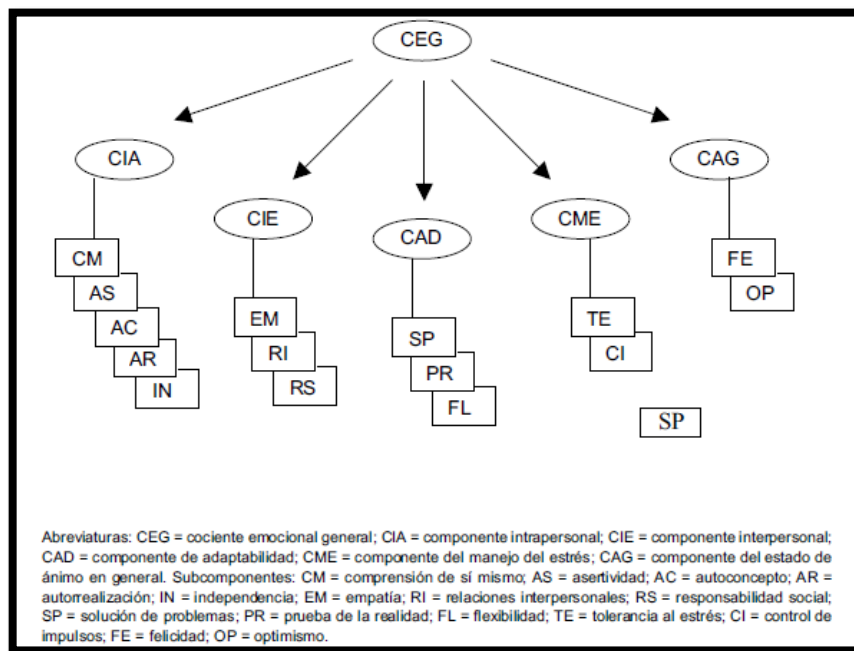 CEG
CIA
CAG
CIE
CME
CAD
CM
AS
AC
AR
IN
EM
RI
RS
SP
PR
FL
TE
CI
FE
OP
SP
Abreviaturas: CEG = cociente emocional general; CIA = componente intrapersonal; CIE = componente interpersonal;
CAD = componente de adaptabilidad; CME = componente del manejo del estrés; CAG = componente del estado de
ánimo en general. Subcomponentes: CM = comprensión de sí mismo; AS = asertividad; AC = autoconcepto; AR =
autorrealización; IN = independencia; EM = empatía; RI = relaciones interpersonales; RS = responsabilidad social;
SP = solución de problemas; PR = prueba de la realidad; FL = flexibilidad; TE = tolerancia al estrés; CI = control de
impulsos; FE = felicidad; OP = optimismo.